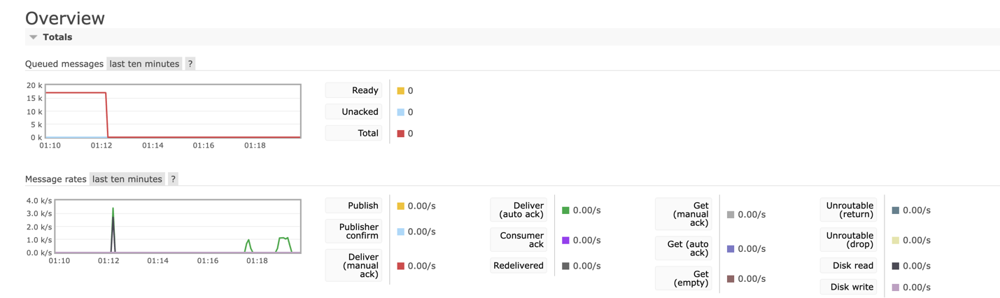 Overview
Totals
Queued messages last ten minutes ?
20 k
15 k
10 k
5 k
0 k
01:10 01:12 01:14 01:16 01:18
Ready 0
Unacked 0
Total 0
Message rates last ten minutes ?
4.0 k/s
3.0 k/s
2.0 k/s
1.0 k/s
0.0 k/s
01:10 01:12 01:14 01:16 01:18
Publish 0.00/s
Publisher
confirm 0.00/s
Deliver
(manual
ack) 0.00/s
Deliver
(auto ack) 0.00/s
Consumer
ack 0.00/s
Redelivered 0.00/s
Get
(manual
ack) 0.00/s
Get (auto
ack) 0.00/s
Get
(empty) 0.00/s
Unroutable
(return) 0.00/s
Unroutable
(drop) 0.00/s
Disk read 0.00/s
Disk write 0.00/s